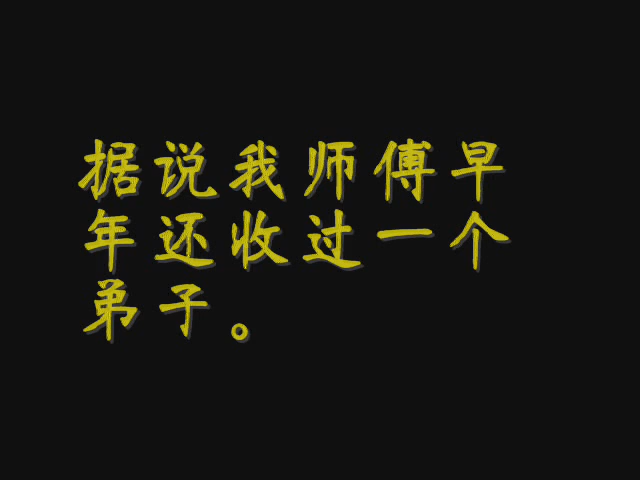 据说我师傅早
年还收过一个
弟子。